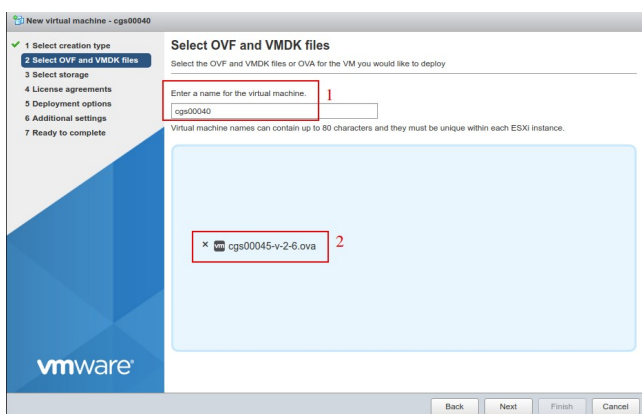 New virtual machine - cgs00040
1 Select creation type
2 Select OVF and VMDK files
3 Select storage
4 License agreements
5 Deployment options
6 Additional settings
7 Ready to complete
Select OVF and VMDK files
Select the OVF and VMDK files or OVA for the VM you would like to deploy
Enter a name for the virtual machine.
1
cgs00040
Virtual machine names can contain up to 80 characters and they must be unique within each ESXi instance.
× vm cgs00045-v-2-6.ova
2
vmware®
Back Next Finish Cancel